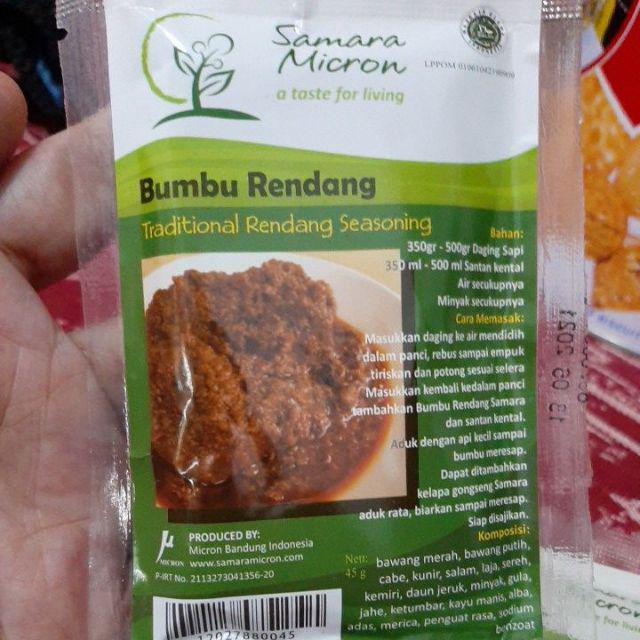 Samara
Micron
a taste for living
Bumbu Rendang
Traditional Rendang Seasoning
Bahan:
350gr - 500gr Daging Sapi
350 ml - 500 ml Santan kental
Air secukupnya
Minyak secukupnya
Cara Memasak:
Masukkan daging ke air mendidih
dalam panci, rebus sampai empuk
tiriskan dan potong sesuai selera
Masukkan kembali kedalam panci
tambahkan Bumbu Rendang Samara
dan santan kental.
Aduk dengan api kecil sampai
bumbu meresap.
Dapat ditambahkan
kelapa gongseng Samara
aduk rata, biarkan sampai meresap.
Siap disajikan.
Komposisi:
bawang merah, bawang putih,
cabe, kunir, salam, laja, sereh,
kemiri, daun jeruk, minyak, gula,
jahe, ketumbar, kayu manis, alba,
adas, merica, penguat rasa, sodium
benzoat
Nett:
45 g
PRODUCED BY:
Micron Bandung Indonesia
www.samaramicron.com
P-IRT No. 2113273041356-20
μ
MICRON
LPPOM